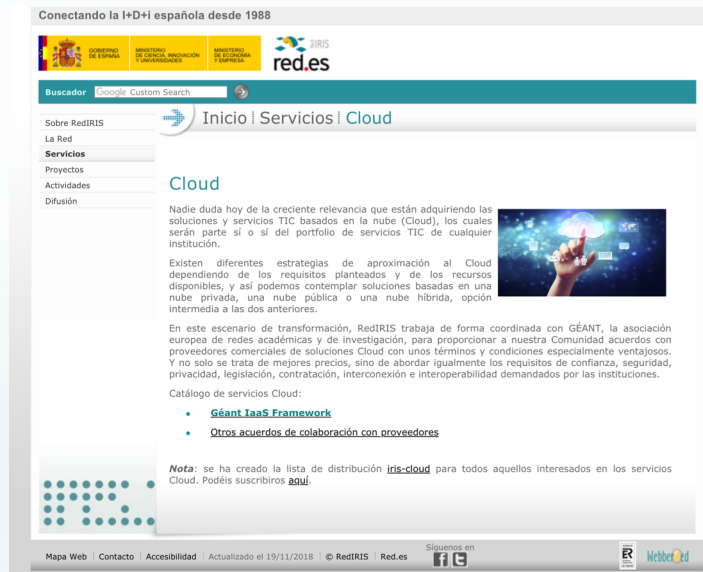 Conectando la I+D+i española desde 1988
GOBIERNO
DE ESPAÑA
MINISTERIO
DE CIENCIA, INNOVACIÓN
Y UNIVERSIDADES
MINISTERIO
DE ECONOMÍA
Y EMPRESA
IRIS
red.es
Buscador Google Custom Search
Inicio Servicios Cloud
Sobre RedIRIS
La Red
Servicios
Proyectos
Actividades
Difusión
Cloud
Nadie duda hoy de la creciente relevancia que están adquiriendo las
soluciones y servicios TIC basados en la nube (Cloud), los cuales
serán parte sí o sí del portfolio de servicios TIC de cualquier
institución.
Existen diferentes estrategias de aproximación al Cloud
dependiendo de los requisitos planteados y de los recursos
disponibles, y así podemos contemplar soluciones basadas en una
nube privada, una nube pública o una nube híbrida, opción
intermedia a las dos anteriores.
En este escenario de transformación, RedIRIS trabaja de forma coordinada con GÉANT, la asociación
europea de redes académicas y de investigación, para proporcionar a nuestra Comunidad acuerdos con
proveedores comerciales de soluciones Cloud con unos términos y condiciones especialmente ventajosos.
Y no solo se trata de mejores precios, sino de abordar igualmente los requisitos de confianza, seguridad,
privacidad, legislación, contratación, interconexión e interoperabilidad demandados por las instituciones.
Catálogo de servicios Cloud:
Géant IaaS Framework
Otros acuerdos de colaboración con proveedores
Nota: se ha creado la lista de distribución iris-cloud para todos aquellos interesados en los servicios
Cloud. Podéis suscribiros aquí.
Mapa Web Contacto Accesibilidad Actualizado el 19/11/2018 © RedIRIS Red.es
Síguenos en
ER
Webber Red